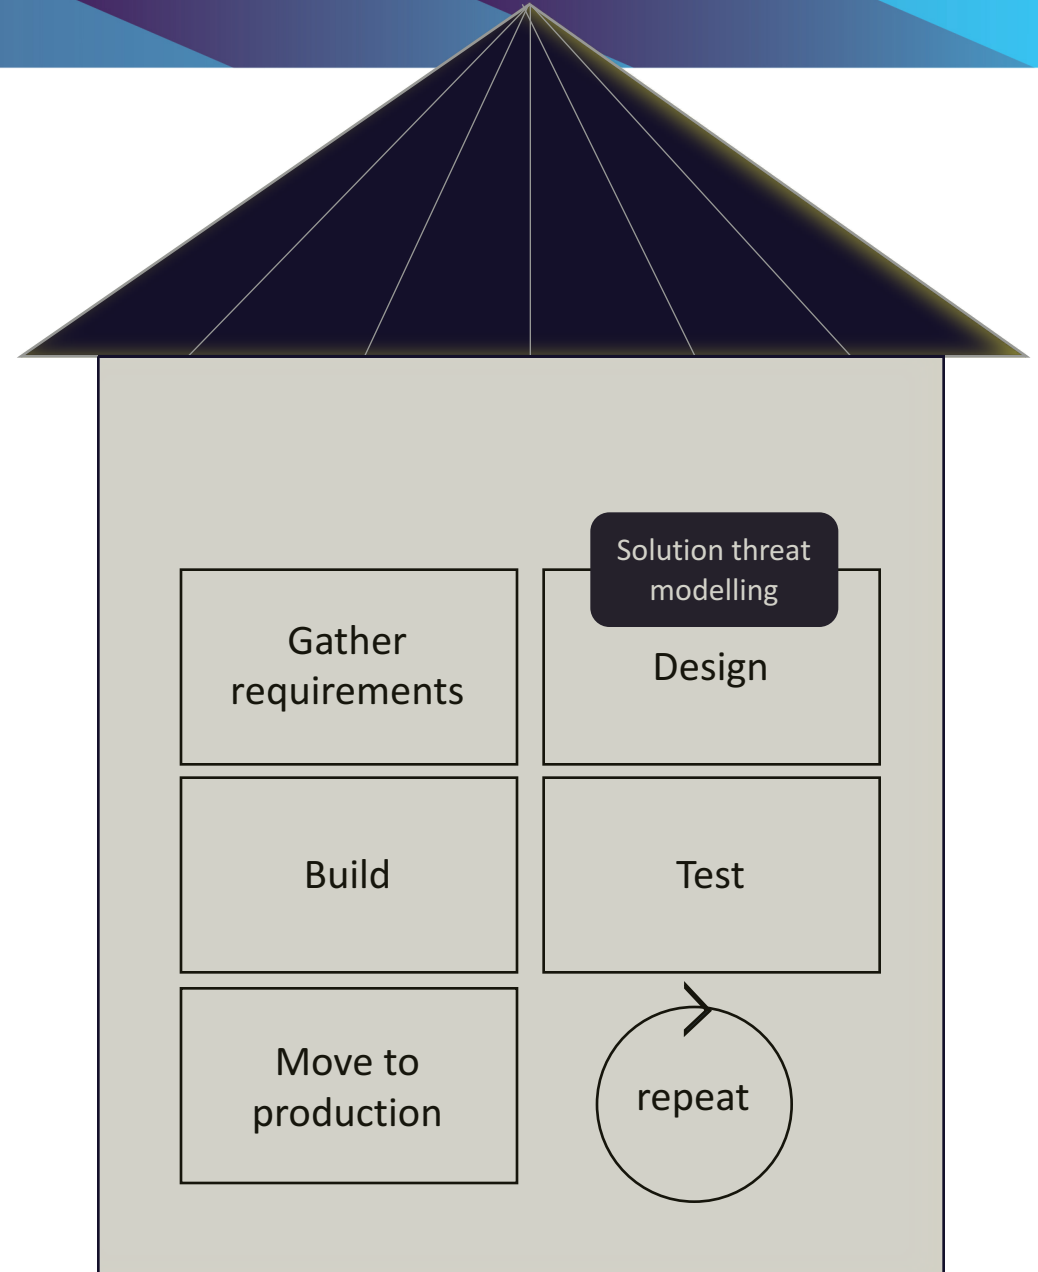 Solution threat
modelling
Gather
requirements
Design
Build
Test
Move to
production
repeat